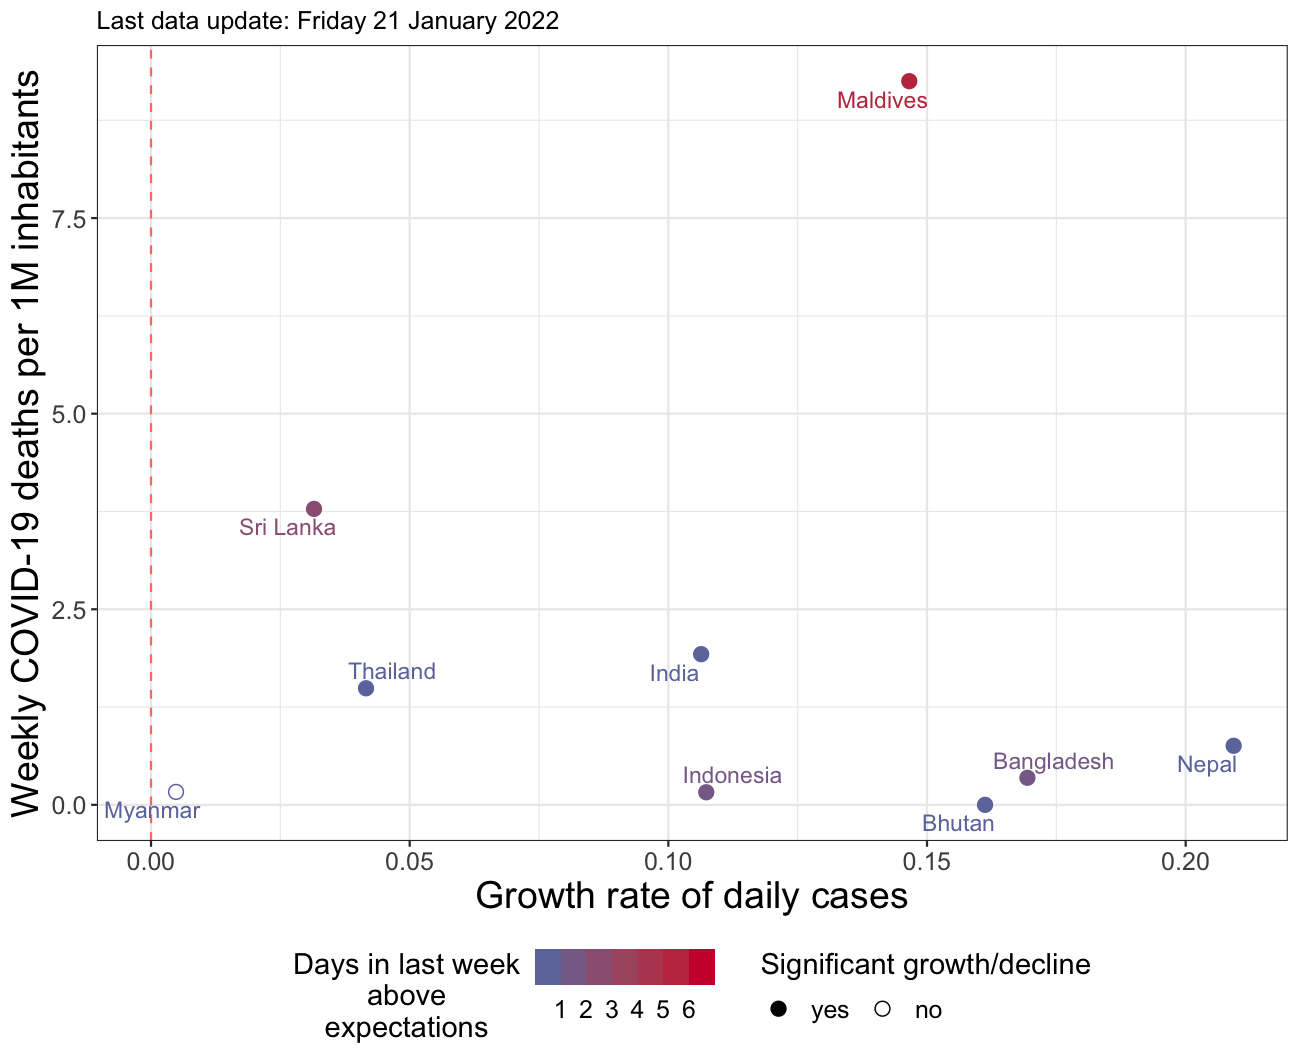 Last data update: Friday 21 January 2022
Weekly COVID-19 deaths per 1M inhabitants
7.5
5.0
2.5
0.0
Maldives
Sri Lanka
Thailand
India
Nepal
Bangladesh
Indonesia
Myanmar
Bhutan
0.00 0.05 0.10 0.15 0.20
Growth rate of daily cases
Days in last week
above
expectations
1 2 3 4 5 6
Significant growth/decline
yes no